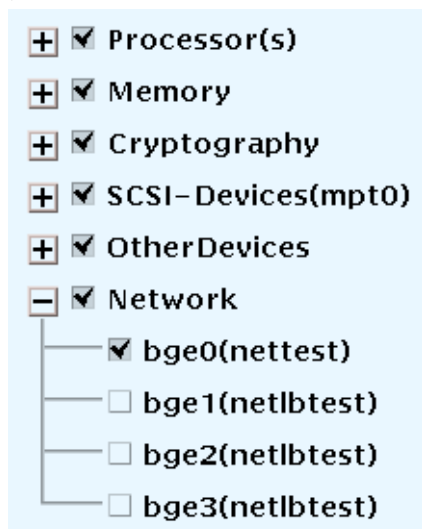 Processor(s)
Memory
Cryptography
SCSI-Devices(mpt0)
OtherDevices
Network
bge0(nettest)
bge1(netlbtest)
bge2(netlbtest)
bge3(netlbtest)